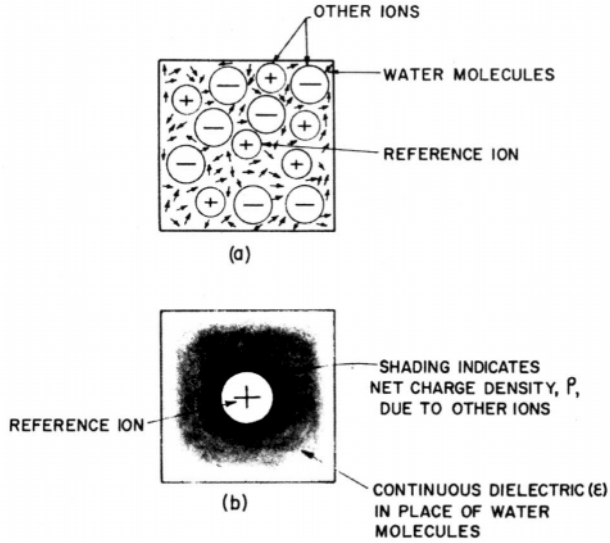 OTHER IONS
WATER MOLECULES
REFERENCE ION
(a)
SHADING INDICATES
NET CHARGE DENSITY, ρ,
DUE TO OTHER IONS
REFERENCE ION
CONTINUOUS DIELECTRIC (ε)
IN PLACE OF WATER
MOLECULES
(b)